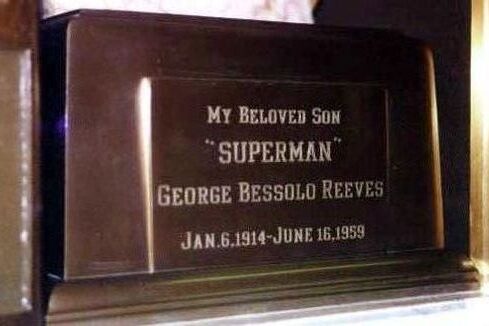 My Beloved Son
"SUPERMAN"
George Bessolo Reeves
Jan.6.1914-June 16,1959